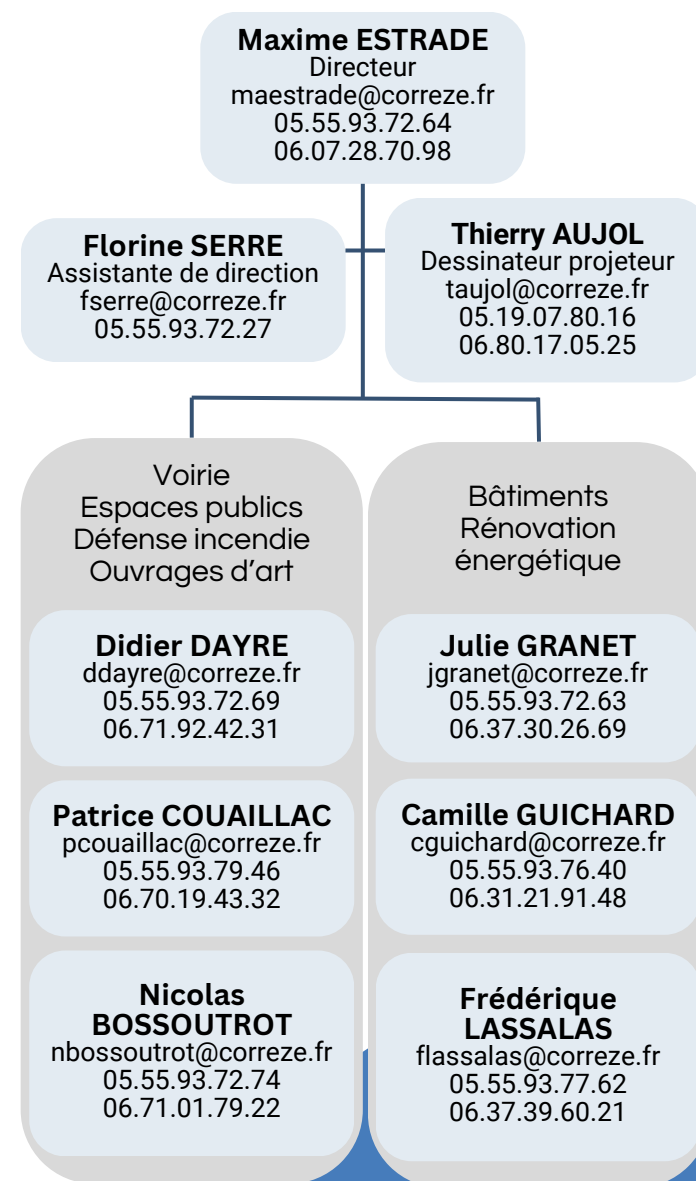 Maxime ESTRADE
Directeur
maestrade@correze.fr
05.55.93.72.64
06.07.28.70.98
Florine SERRE
Assistante de direction
fserre@correze.fr
05.55.93.72.27
Thierry AUJOL
Dessinateur projeteur
taujol@correze.fr
05.19.07.80.16
06.80.17.05.25
Voirie
Espaces publics
Défense incendie
Ouvrages d'art
Didier DAYRE
ddayre@correze.fr
05.55.93.72.69
06.71.92.42.31
Patrice COUAILLAC
pcouaillac@correze.fr
05.55.93.79.46
06.70.19.43.32
Nicolas
BOSSOUTROT
nbossoutrot@correze.fr
05.55.93.72.74
06.71.01.79.22
Bâtiments
Rénovation
énergétique
Julie GRANET
jgranet@correze.fr
05.55.93.72.63
06.37.30.26.69
Camille GUICHARD
cguichard@correze.fr
05.55.93.76.40
06.31.21.91.48
Frédérique
LASSALAS
flassalas@correze.fr
05.55.93.77.62
06.37.39.60.21